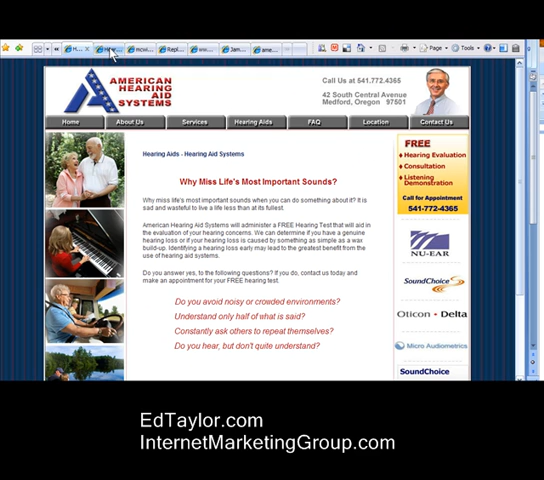 H...
How...
mcwi...
Repl...
ww...
Jam...
ame...
Page
Tools
AMERICAN
HEARING
AID
SYSTEMS
Call Us at 541.772.4365
42 South Central Avenue
Medford, Oregon 97501
Home
About Us
Services
Hearing Aids
FAQ
Location
Contact Us
Hearing Aids - Hearing Aid Systems
Why Miss Life's Most Important Sounds?
Why miss life's most important sounds when you can do something about it? It is
sad and wasteful to live a life less than at its fullest.
American Hearing Aid Systems will administer a FREE Hearing Test that will aid in
the evaluation of your hearing concerns. We can determine if you have a genuine
hearing loss or if your hearing loss is caused by something as simple as a wax
build-up. Identifying a hearing loss early may lead to the greatest benefit from the
use of hearing aid systems.
Do you answer yes, to the following questions? If you do, contact us today and
make an appointment for your FREE hearing test.
Do you avoid noisy or crowded environments?
Understand only half of what is said?
Constantly ask others to repeat themselves?
Do you hear, but don't quite understand?
FREE
Hearing Evaluation
Consultation
Listening
Demonstration
Call for Appointment
541-772-4365
NU-EAR
SoundChoice
Oticon • Delta
Micro Audiometrics
SoundChoice
EdTaylor.com
InternetMarketingGroup.com